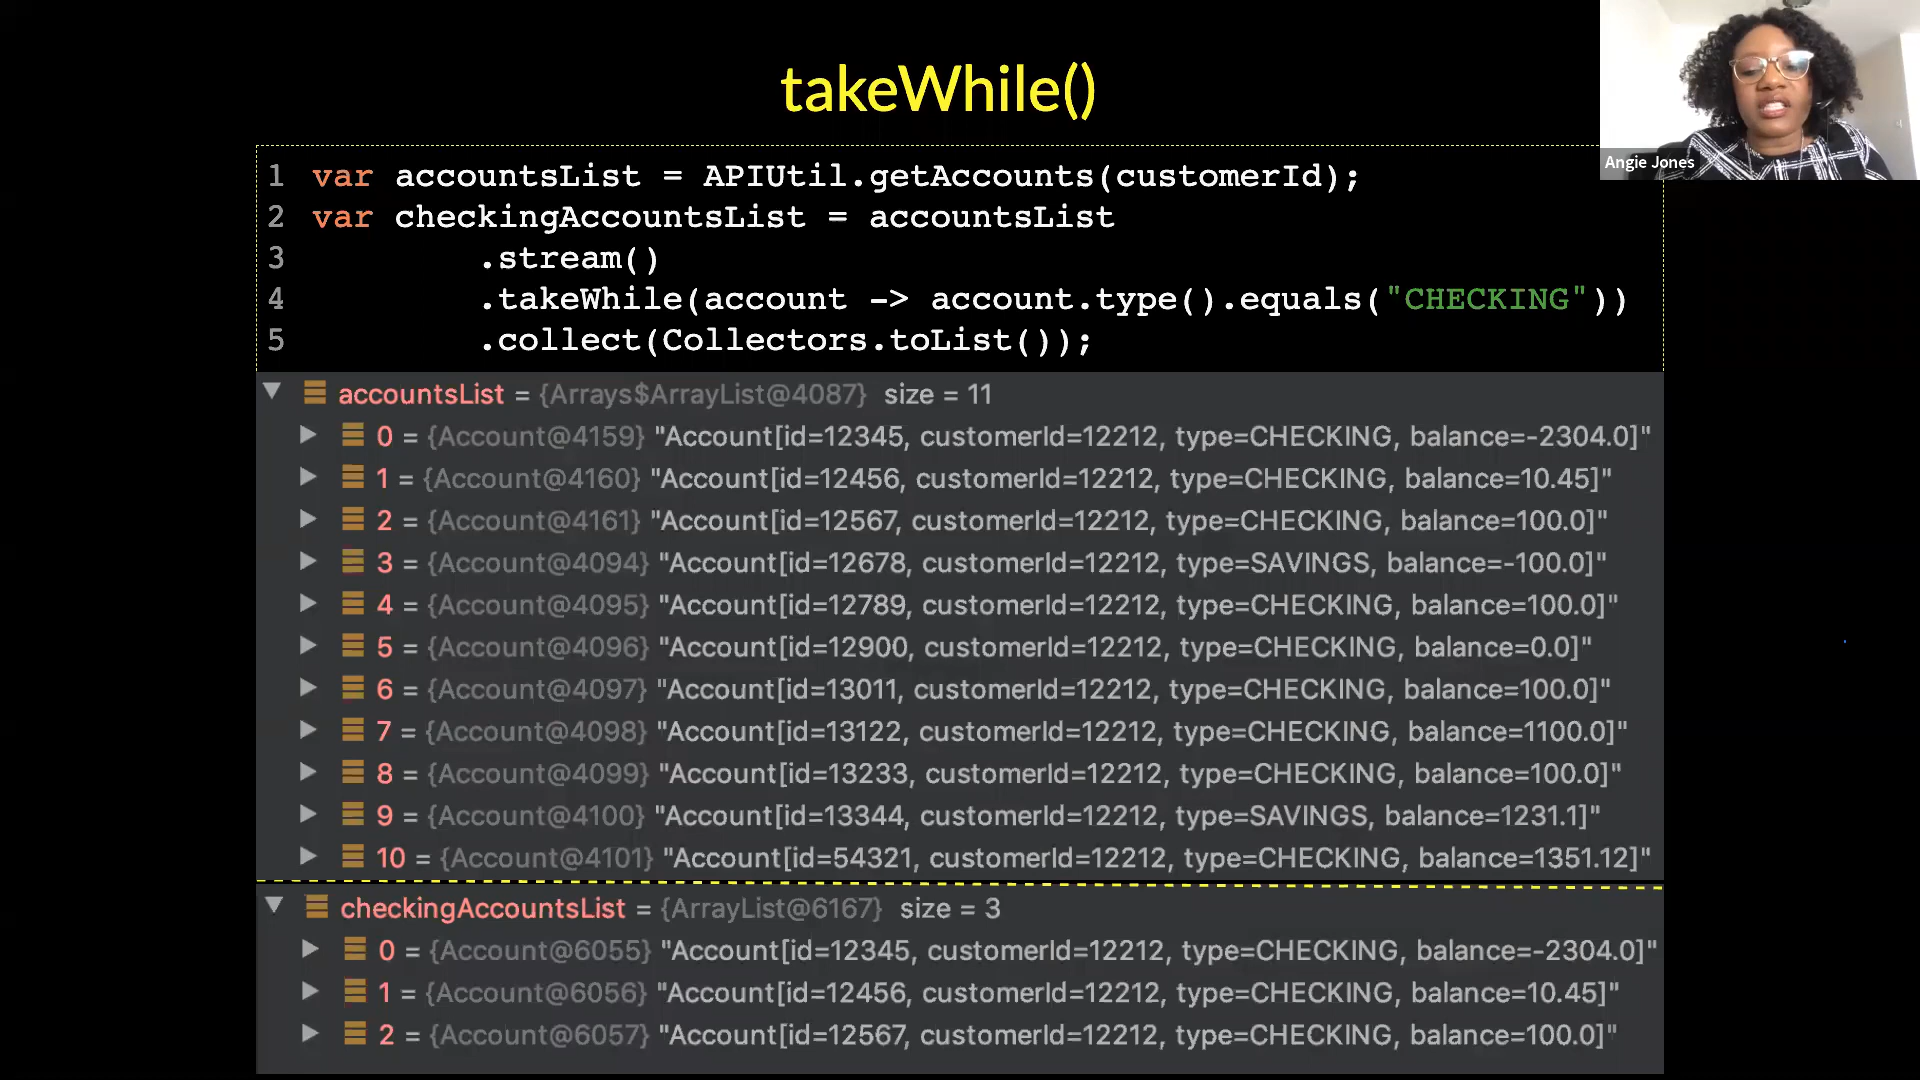 takeWhile()
Angie Jones
1 var accountsList = APIUtil.getAccounts(customerId);
2 var checkingAccountsList = accountsList
3 .stream()
4 .takeWhile(account -> account.type().equals("CHECKING"))
5 .collect(Collectors.toList());
accountsList = {Arrays$ArrayList@4087} size = 11
0 = {Account@4159} "Account[id=12345, customerId=12212, type=CHECKING, balance=-2304.0]"
1 = {Account@4160} "Account[id=12456, customerId=12212, type=CHECKING, balance=10.45]"
2 = {Account@4161} "Account[id=12567, customerId=12212, type=CHECKING, balance=100.0]"
3 = {Account@4094} "Account[id=12678, customerId=12212, type=SAVINGS, balance=-100.0]"
4 = {Account@4095} "Account[id=12789, customerId=12212, type=CHECKING, balance=100.0]"
5 = {Account@4096} "Account[id=12900, customerId=12212, type=CHECKING, balance=0.0]"
6 = {Account@4097} "Account[id=13011, customerId=12212, type=CHECKING, balance=100.0]"
7 = {Account@4098} "Account[id=13122, customerId=12212, type=CHECKING, balance=1100.0]"
8 = {Account@4099} "Account[id=13233, customerId=12212, type=CHECKING, balance=100.0]"
9 = {Account@4100} "Account[id=13344, customerId=12212, type=SAVINGS, balance=1231.1]"
10 = {Account@4101} "Account[id=54321, customerId=12212, type=CHECKING, balance=1351.12]"
checkingAccountsList = {ArrayList@6167} size = 3
0 = {Account@6055} "Account[id=12345, customerId=12212, type=CHECKING, balance=-2304.0]"
1 = {Account@6056} "Account[id=12456, customerId=12212, type=CHECKING, balance=10.45]"
2 = {Account@6057} "Account[id=12567, customerId=12212, type=CHECKING, balance=100.0]"